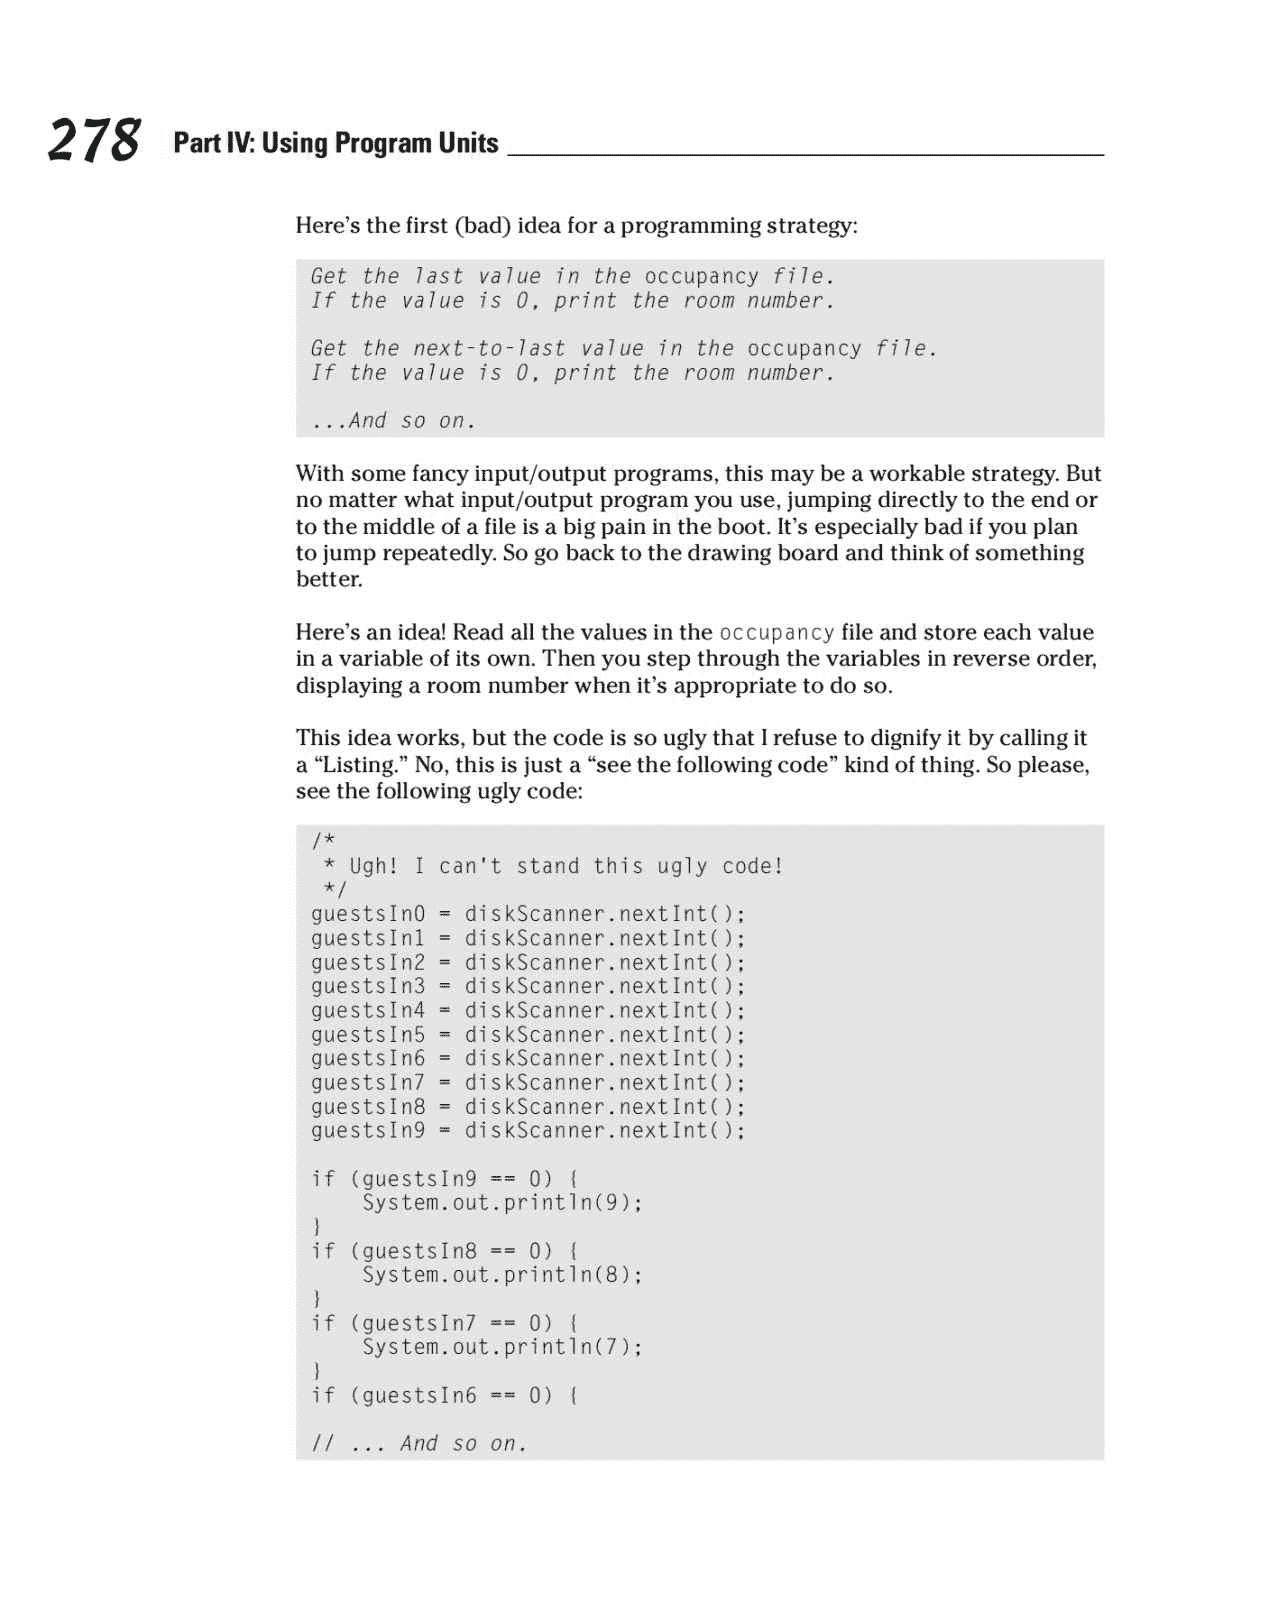 278 Part IV: Using Program Units
Here's the first (bad) idea for a programming strategy:
Get the last value in the occupancy file.
If the value is 0, print the room number.
Get the next-to-last value in the occupancy file.
If the value is 0, print the room number.
...And so on.
With some fancy input/output programs, this may be a workable strategy. But
no matter what input/output program you use, jumping directly to the end or
to the middle of a file is a big pain in the boot. It's especially bad if you plan
to jump repeatedly. So go back to the drawing board and think of something
better.
Here's an idea! Read all the values in the occupancy file and store each value
in a variable of its own. Then you step through the variables in reverse order,
displaying a room number when it's appropriate to do so.
This idea works, but the code is so ugly that I refuse to dignify it by calling it
a “Listing.” No, this is just a “see the following code” kind of thing. So please,
see the following ugly code:
/*
 * Ugh! I can't stand this ugly code!
 */
guestsIn0 = diskScanner.nextInt();
guestsIn1 = diskScanner.nextInt();
guestsIn2 = diskScanner.nextInt();
guestsIn3 = diskScanner.nextInt();
guestsIn4 = diskScanner.nextInt();
guestsIn5 = diskScanner.nextInt();
guestsIn6 = diskScanner.nextInt();
guestsIn7 = diskScanner.nextInt();
guestsIn8 = diskScanner.nextInt();
guestsIn9 = diskScanner.nextInt();
if (guestsIn9 == 0) {
    System.out.println(9);
}
if (guestsIn8 == 0) {
    System.out.println(8);
}
if (guestsIn7 == 0) {
    System.out.println(7);
}
if (guestsIn6 == 0) {
// ... And so on.